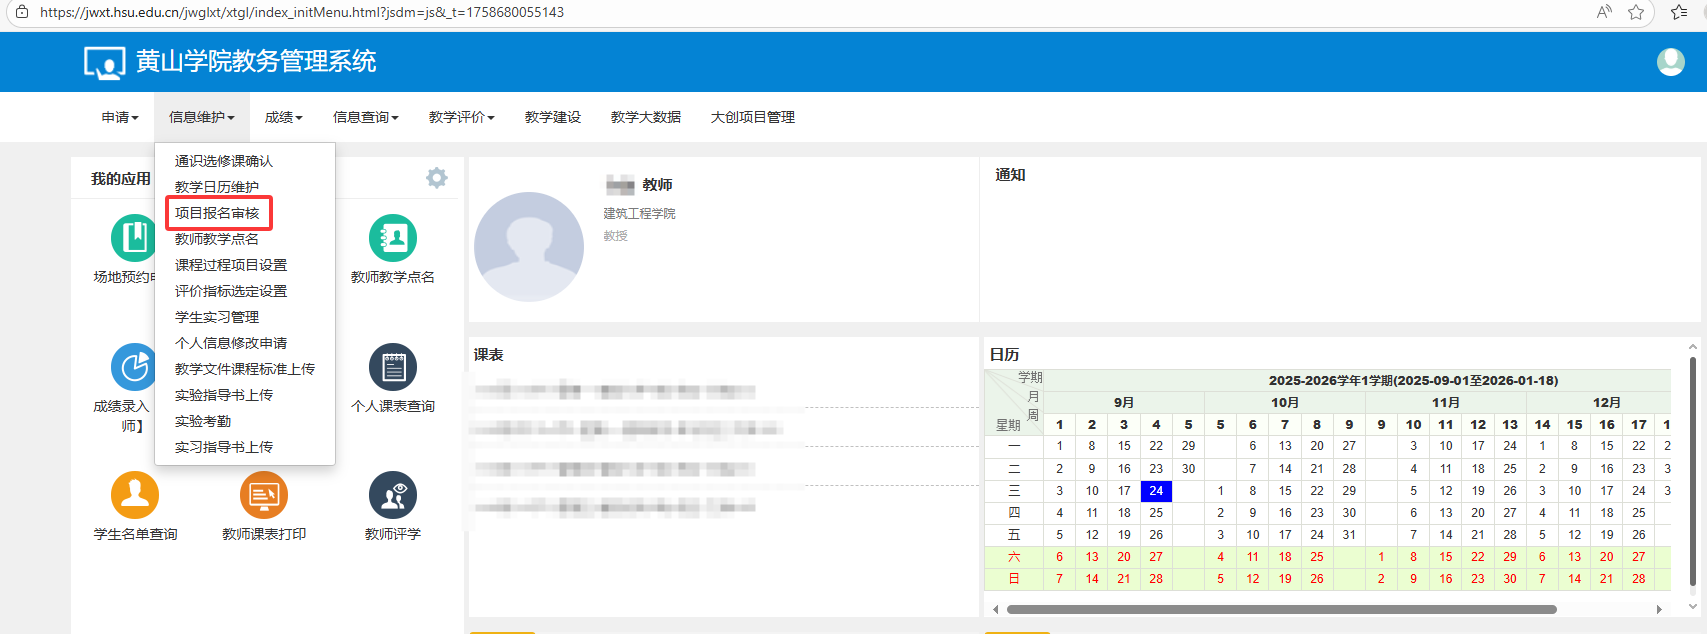 https://jwxt.hsu.edu.cn/jwglxt/xtgl/index_initMenu.html?jsdm=js&_t=1758680055143
黄山学院教务管理系统
申请 信息维护 成绩 信息查询 教学评价 教学建设 教学大数据 大创项目管理
我的应用
通识选修课确认
教学日历维护
项目报名审核
教师教学点名
课程过程项目设置
评价指标选定设置
学生实习管理
个人信息修改申请
教学文件课程标准上传
实验指导书上传
实验考勤
实习指导书上传
场地预约
教师教学点名
成绩录入
师】
个人课表查询
学生名单查询
教师课表打印
教师评学
教师
建筑工程学院
教授
通知
课表
日历
学期 2025-2026学年1学期(2025-09-01至2026-01-18)
月 9月 10月 11月 12月
周
星期 1 2 3 4 5 5 6 7 8 9 9 10 11 12 13 14 15 16 17 1
一 1 8 15 22 29 6 13 20 27 3 10 17 24 1 8 15 22 2
二 2 9 16 23 30 7 14 21 28 4 11 18 25 2 9 16 23 3
三 3 10 17 24 1 8 15 22 29 5 12 19 26 3 10 17 24 3
四 4 11 18 25 2 9 16 23 30 6 13 20 27 4 11 18 25
五 5 12 19 26 3 10 17 24 31 7 14 21 28 5 12 19 26
六 6 13 20 27 4 11 18 25 1 8 15 22 29 6 13 20 27
日 7 14 21 28 5 12 19 26 2 9 16 23 30 7 14 21 28